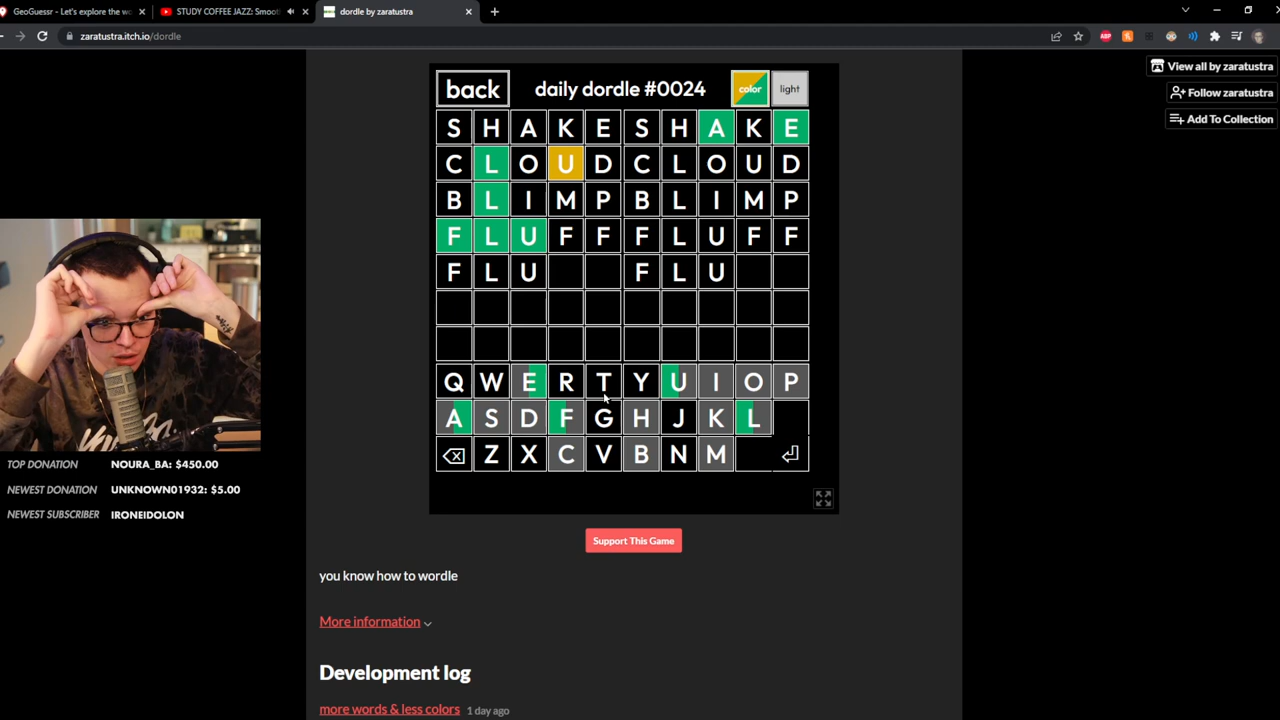 GeoGuessr - Let's explore the wo
STUDY COFFEE JAZZ: Smoot
dordle by zaratustra
zaratustra.itch.io/dordle
View all by zaratustra
Follow zaratustra
Add To Collection
back
daily dordle #0024
color
light
S H A K E S H A K E
C L O U D C L O U D
B L I M P B L I M P
F L U F F F L U F F
F L U F L U
Q W E R T Y U I O P
A S D F G H J K L
Z X C V B N M
TOP DONATION NOURA_BA: $450.00
NEWEST DONATION UNKNOWN01932: $5.00
NEWEST SUBSCRIBER IRONEIDOLON
Support This Game
you know how to wordle
More information
Development log
more words & less colors 1 day ago